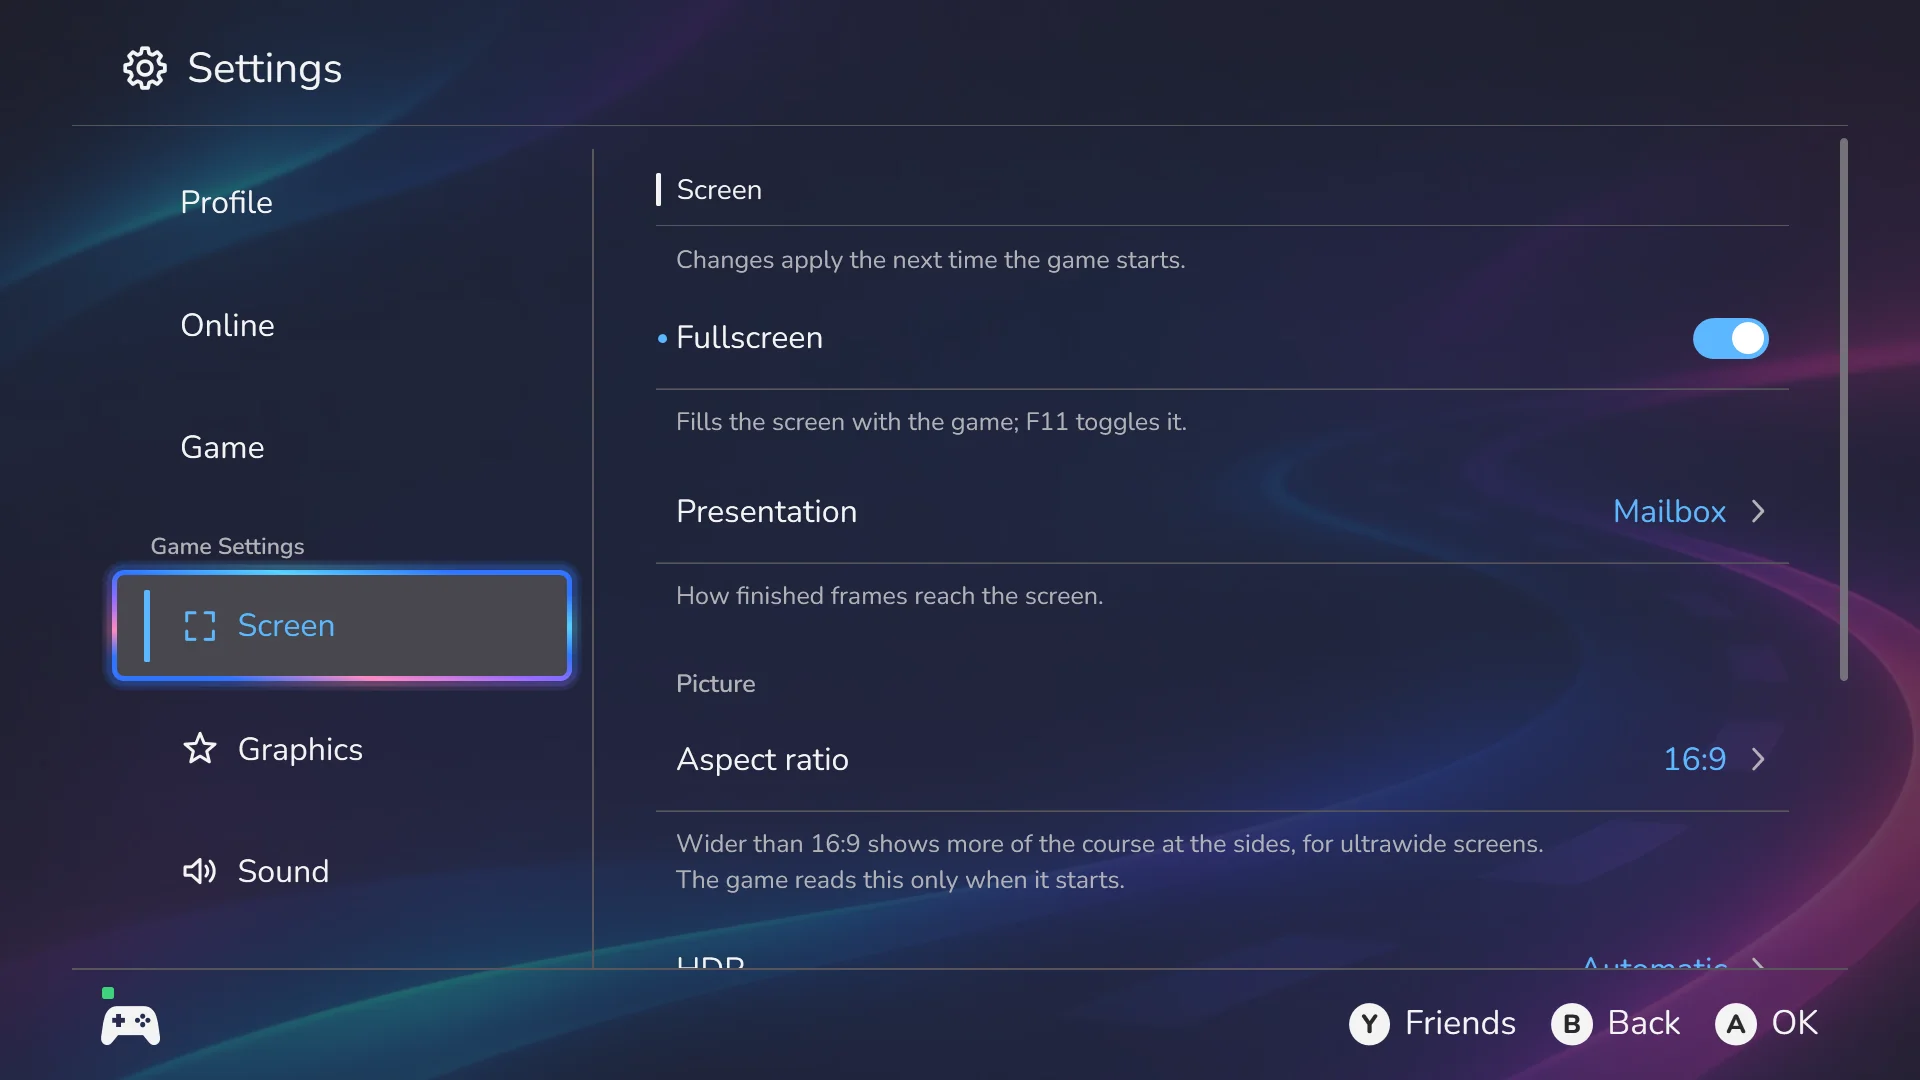 Settings
Profile
Online
Game
Game Settings
Screen
Graphics
Sound
Screen
Changes apply the next time the game starts.
Fullscreen
Fills the screen with the game; F11 toggles it.
Presentation
Mailbox
How finished frames reach the screen.
Picture
Aspect ratio
16:9
Wider than 16:9 shows more of the course at the sides, for ultrawide screens.
The game reads this only when it starts.
HDR
Automatic
Y Friends
B Back
A OK